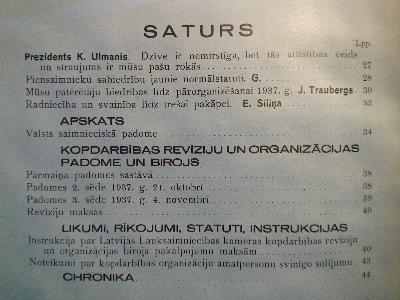 SATURS
Lpp.
Prezidents K. Ulmanis. Dzīve ir nemirstīga, bet tās attīstības veids
un straujums ir mūsu pašu rokās 27
Piensaimnieku sabiedrību jaunie normālstatuti. G. 28
Mūsu patērētāju biedrības līdz pārorganizēšanai 1937. g. J. Traubergs. 30
Radniecība un svainība līdz trešai pakāpei. E. Siliņa 33
APSKATS
Valsts saimnieciskā padome 34
KOPDARBĪBAS REVĪZIJU UN ORGANIZĀCIJAS
PADOME UN BIROJS
Pārmaiņa padomes sastāvā 38
Padomes 2. sēde 1937. g. 21. oktobrī 38
Padomes 3. sēde 1937. g. 4. novembrī 39
Revīziju maksas 40
LIKUMI, RĪKOJUMI, STATUTI, INSTRUKCIJAS
Instrukcija par Latvijas Lauksaimniecības kameras kopdarbības revīziju
un organizācijas biroja pakalpojumu maksām 40
Noteikumi par kopdarbības organizāciju amatpersonu svinīgo solījumu. 43
CHRONIKA. 44